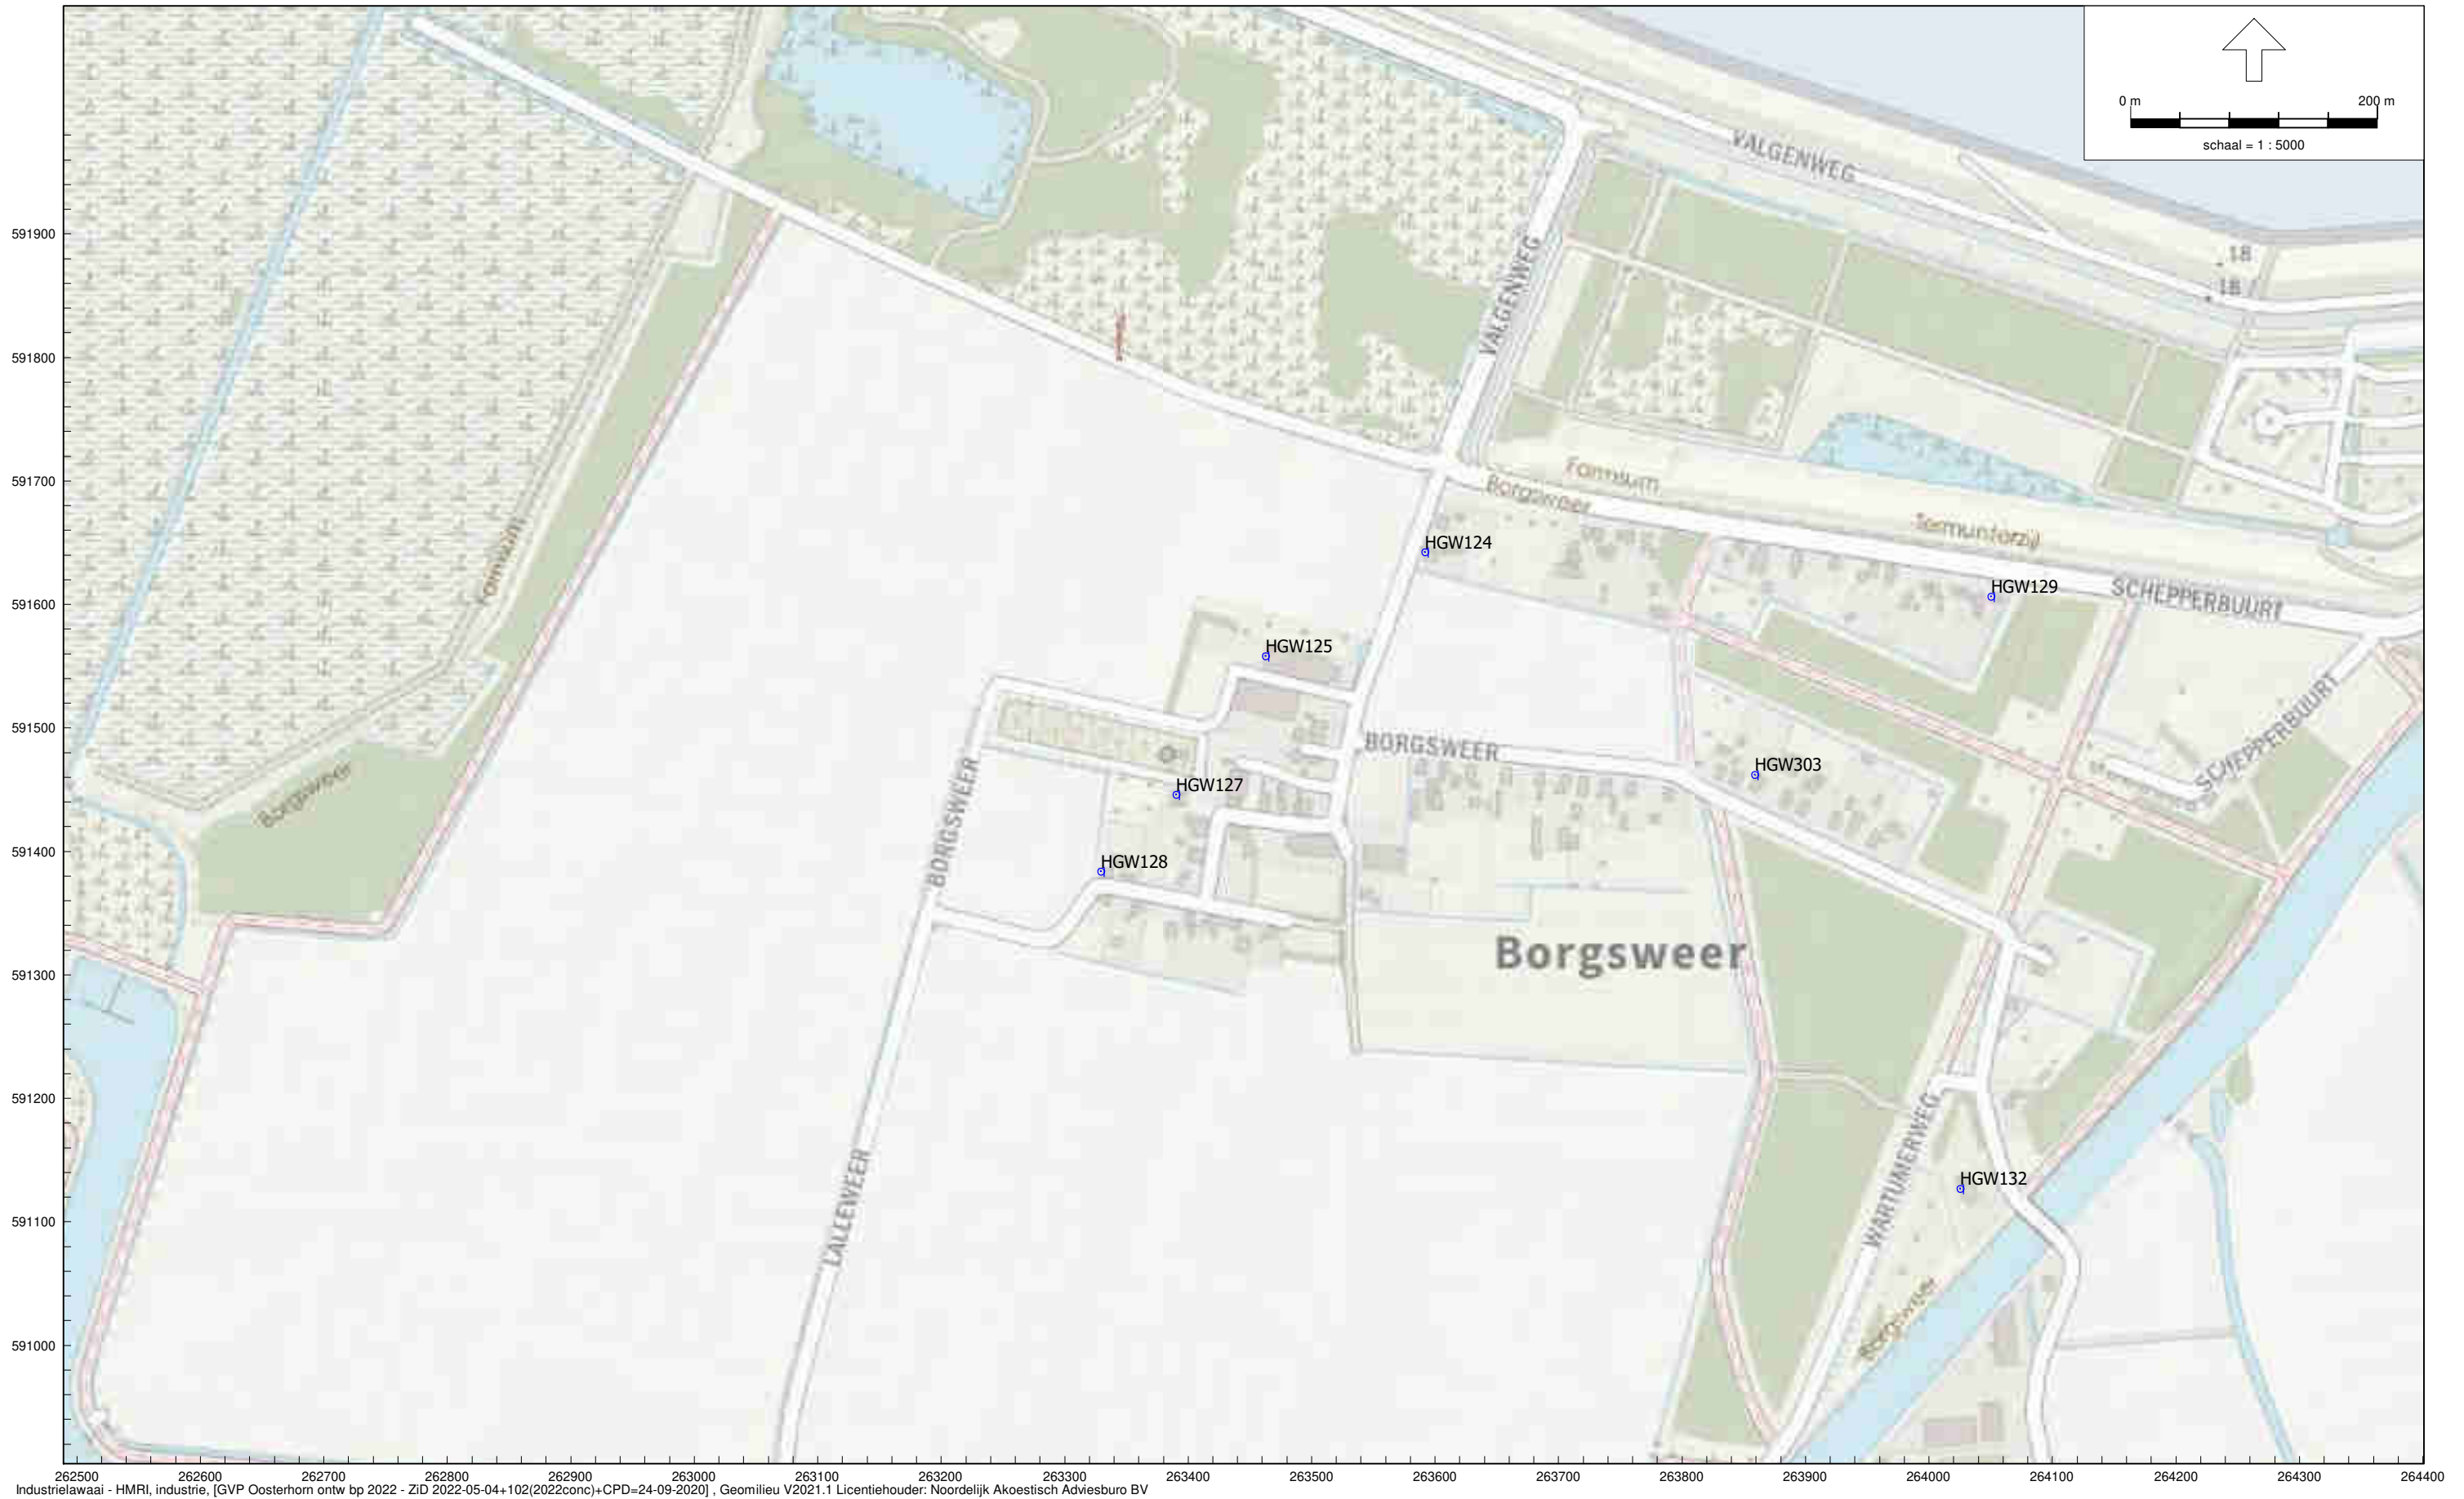 0 m 200 m
schaal = 1 : 5000
VALGENWEG
18
18
VALGENWEG
591900
591800
591700
591600
591500
591400
591300
591200
591100
591000
Farmsum
Borgsweer
Termunterzijl
HGW124
HGW129
SCHEPPERBUURT
HGW125
BORGSWEER
HGW303
SCHEPPERBUURT
HGW127
Borgsweer
BORGSWEER
HGW128
Borgsweer
LALLEWEER
WARTUMERWEG
HGW132
Borgsweer
262500 262600 262700 262800 262900 263000 263100 263200 263300 263400 263500 263600 263700 263800 263900 264000 264100 264200 264300 264400
Industrielawaai - HMRI, industrie, [GVP Oosterhorn ontw bp 2022 - ZiD 2022-05-04+102(2022conc)+CPD=24-09-2020] , Geomilieu V2021.1 Licentiehouder: Noordelijk Akoestisch Adviesburo BV